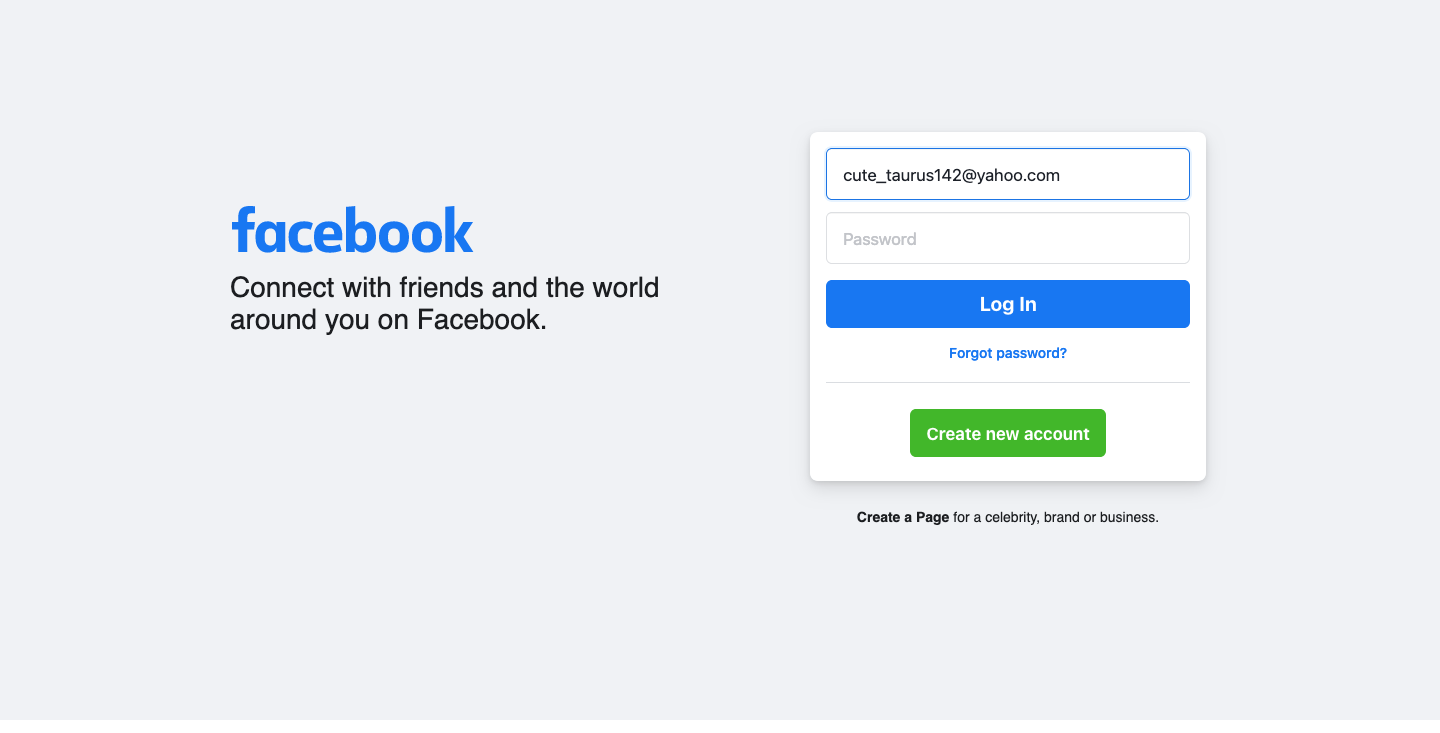 facebook
Connect with friends and the world
around you on Facebook.
cute_taurus142@yahoo.com
Password
Log In
Forgot password?
Create new account
Create a Page for a celebrity, brand or business.